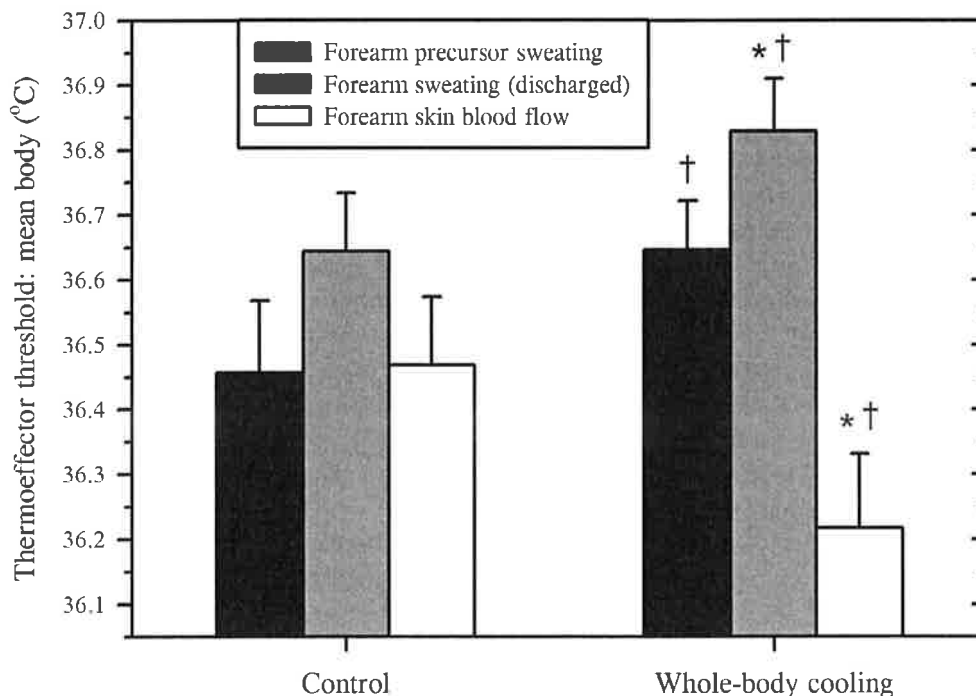 Thermoeffector threshold: mean body (°C)
37.0
36.9
36.8
36.7
36.6
36.5
36.4
36.3
36.2
36.1
Forearm precursor sweating
Forearm sweating (discharged)
Forearm skin blood flow
* †
†
* †
Control
Whole-body cooling